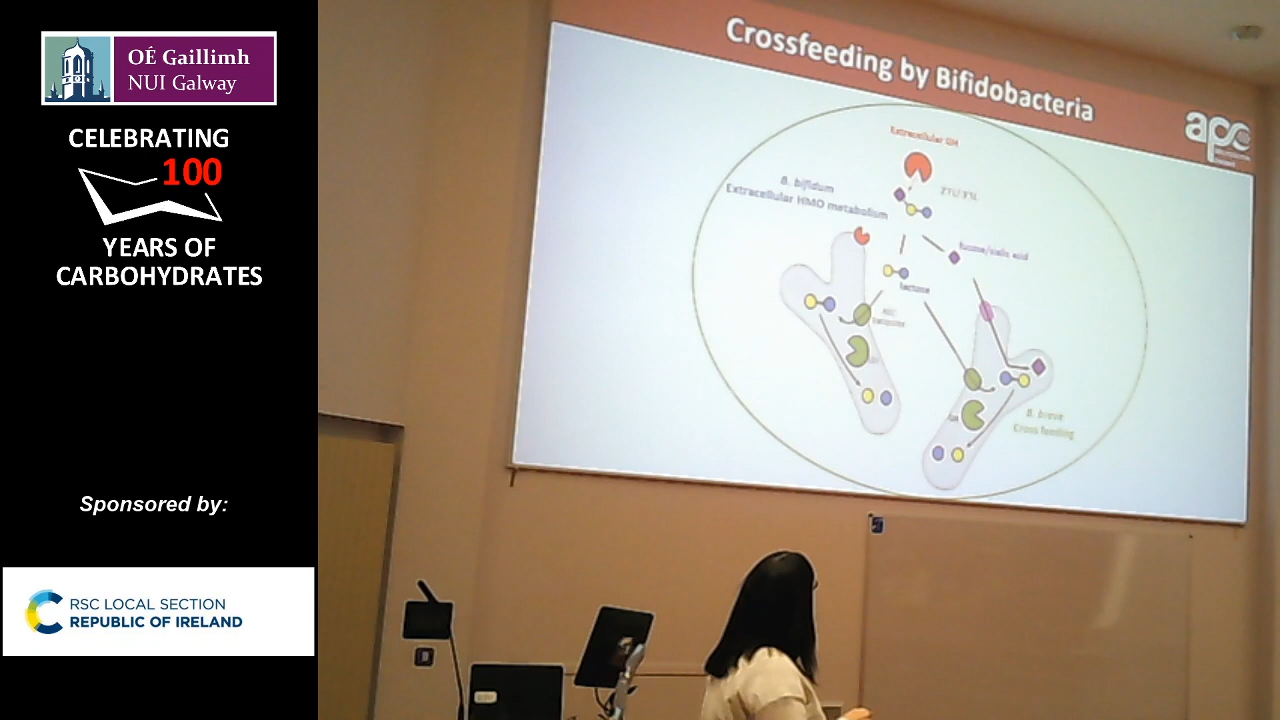 OÉ Gaillimh
NUI Galway
CELEBRATING
100
YEARS OF
CARBOHYDRATES
Sponsored by:
RSC LOCAL SECTION
REPUBLIC OF IRELAND
Crossfeeding by Bifidobacteria
apc
Extracellular GH
2'FL/3'SL
B. bifidum
Extracellular HMO metabolism
fucose/sialic acid
lactose
B. breve
Cross feeding